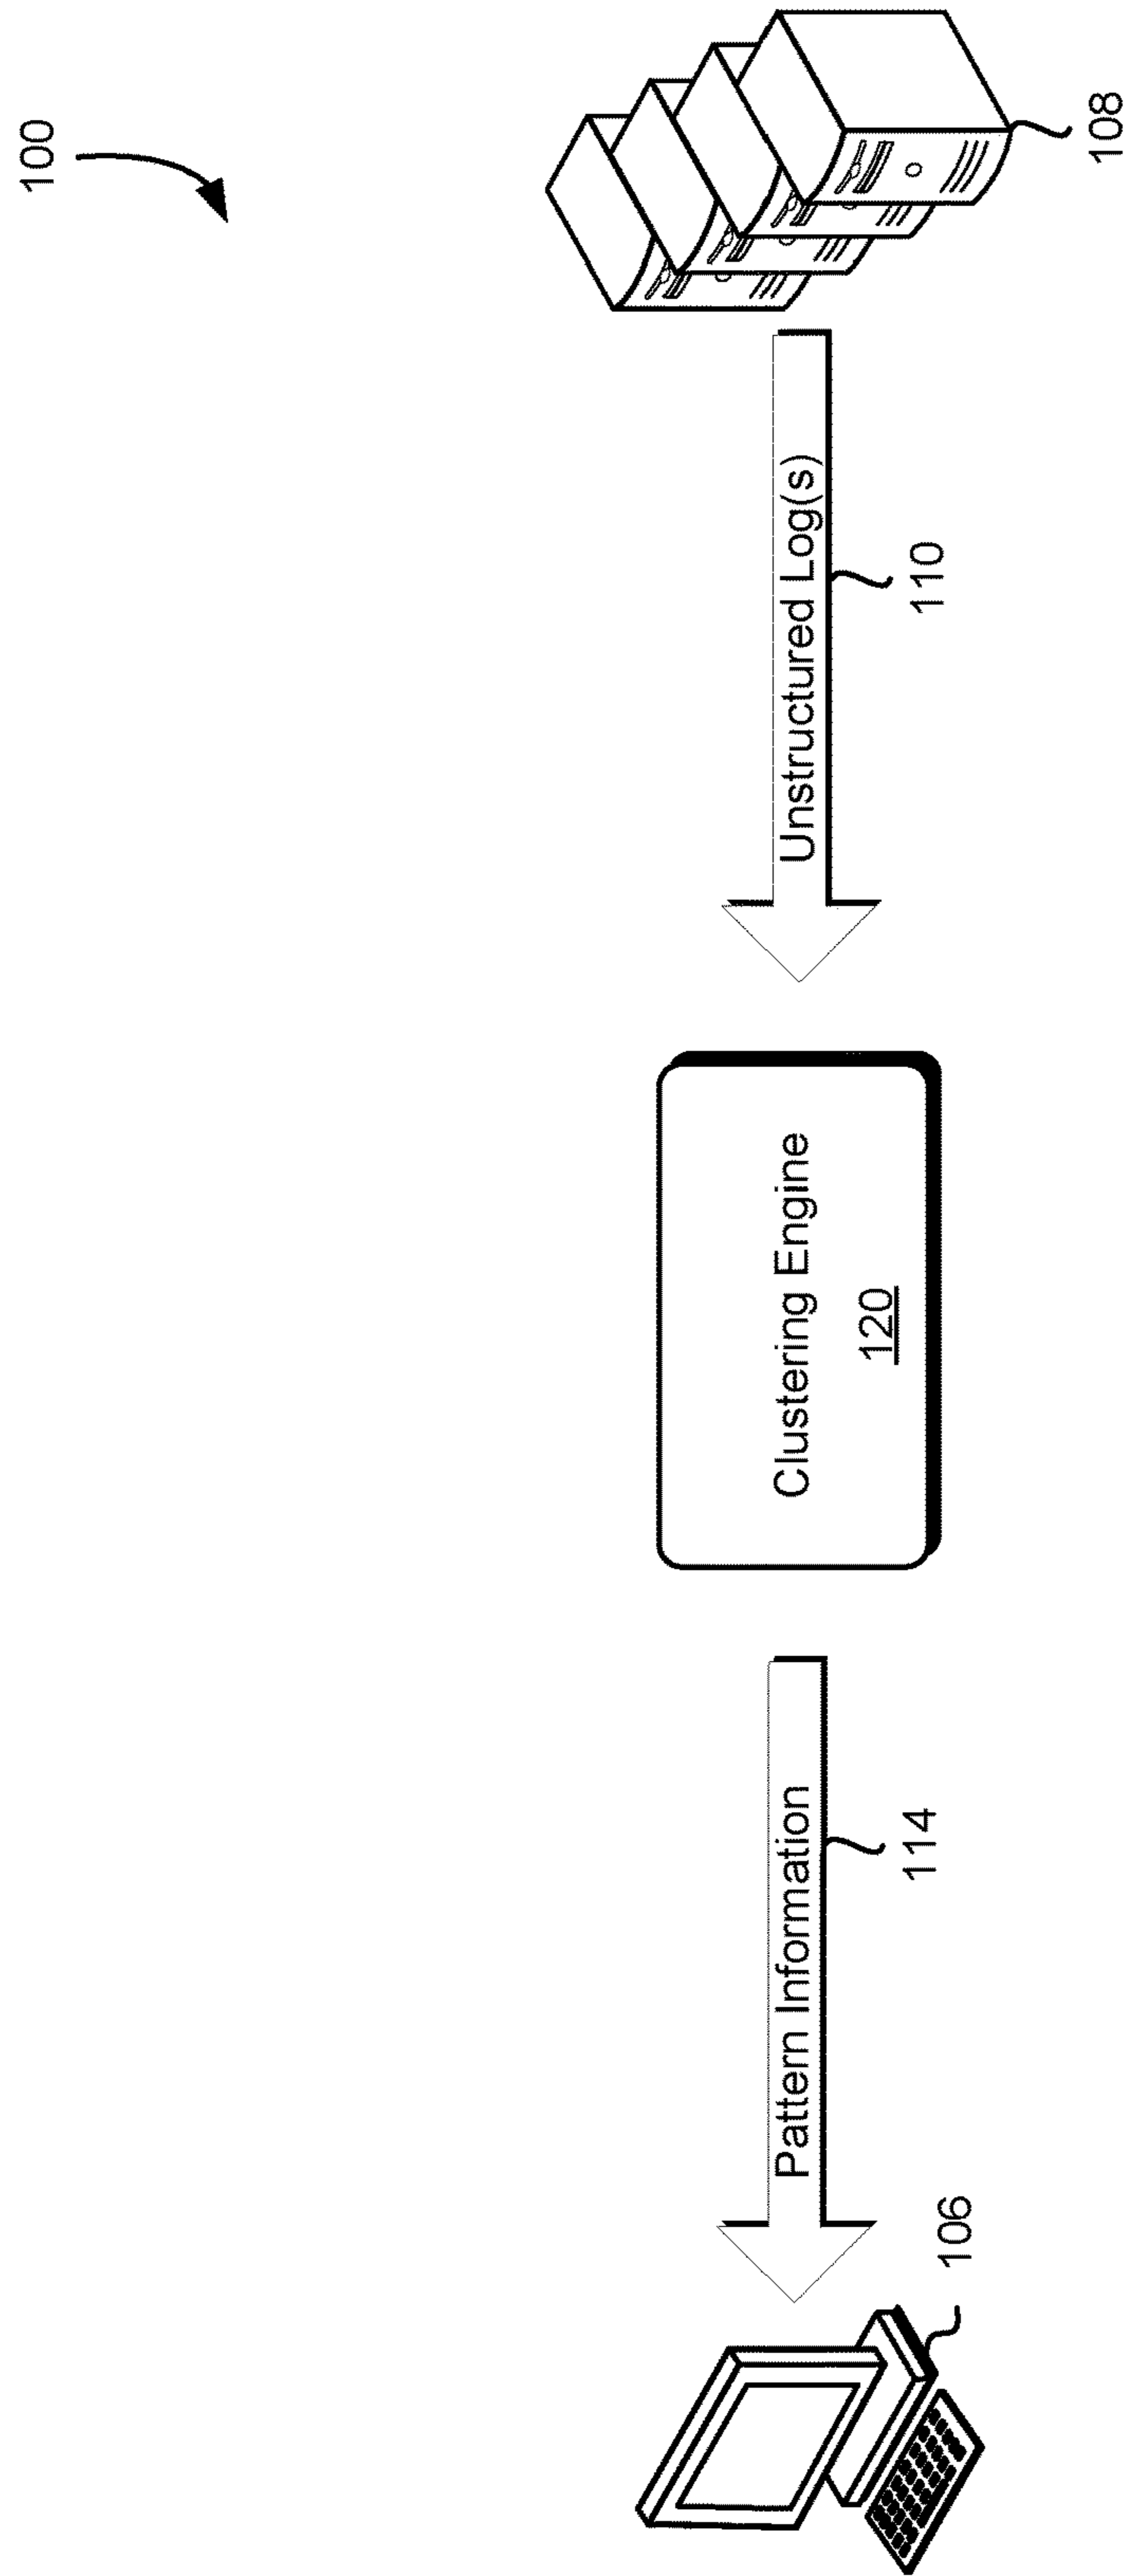 100
108
Unstructured Log(s)
110
Clustering Engine
120
Pattern Information
114
106